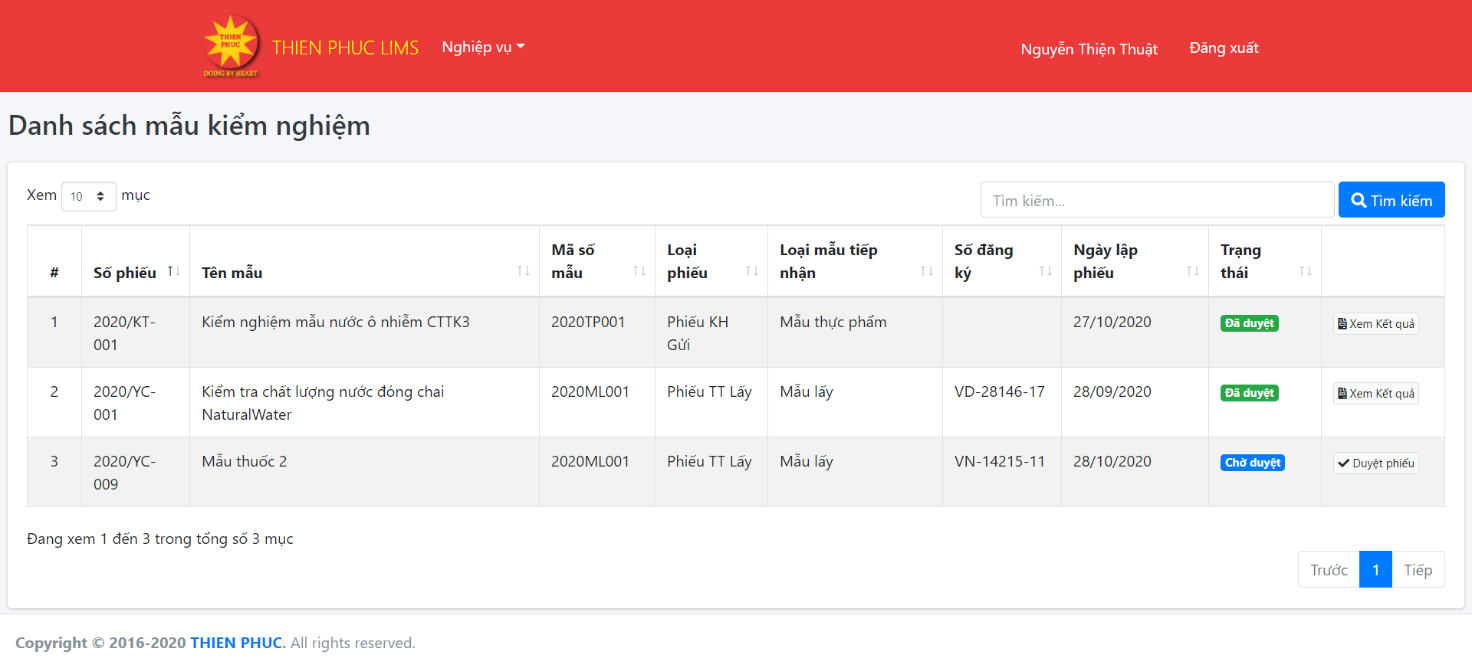 THIEN
PHUC
DOING BY HEART
THIEN PHUC LIMS Nghiệp vụ Nguyễn Thiện Thuật Đăng xuất
Danh sách mẫu kiểm nghiệm
Xem 10 mục Tìm kiếm... Tìm kiếm
# Số phiếu Tên mẫu Mã số mẫu Loại phiếu Loại mẫu tiếp nhận Số đăng ký Ngày lập phiếu Trạng thái
1 2020/KT-001 Kiểm nghiệm mẫu nước ô nhiễm CTTK3 2020TP001 Phiếu KH Gửi Mẫu thực phẩm 27/10/2020 Đã duyệt Xem Kết quả
2 2020/YC-001 Kiểm tra chất lượng nước đóng chai NaturalWater 2020ML001 Phiếu TT Lấy Mẫu lấy VD-28146-17 28/09/2020 Đã duyệt Xem Kết quả
3 2020/YC-009 Mẫu thuốc 2 2020ML001 Phiếu TT Lấy Mẫu lấy VN-14215-11 28/10/2020 Chờ duyệt Duyệt phiếu
Đang xem 1 đến 3 trong tổng số 3 mục
Trước 1 Tiếp
Copyright © 2016-2020 THIEN PHUC. All rights reserved.